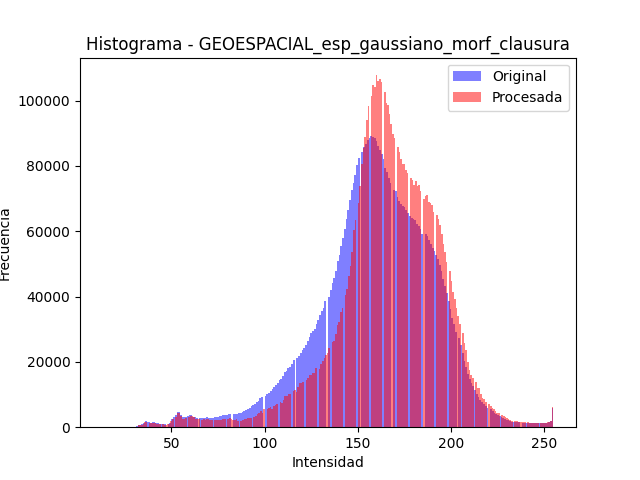 Histograma - GEOESPACIAL_esp_gaussiano_morf_clausura
Original
Procesada
Frecuencia
100000
80000
60000
40000
20000
0
50
100
150
200
250
Intensidad